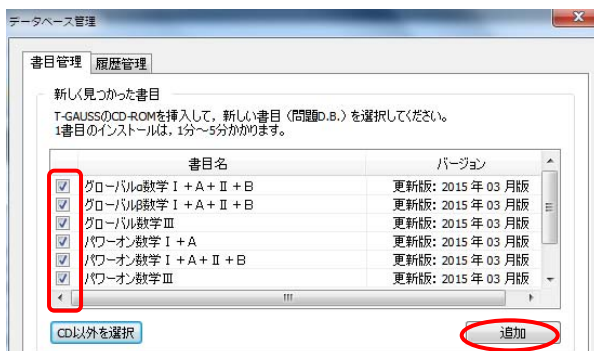 データベース管理
書目管理 履歴管理
新しく見つかった書目
T-GAUSSのCD-ROMを挿入して，新しい書目（問題D.B.）を選択してください。
1書目のインストールは，1分～5分かかります。
書目名 バージョン
グローバルα数学Ⅰ＋A＋Ⅱ＋B 更新版: 2015 年 03 月版
グローバルβ数学Ⅰ＋A＋Ⅱ＋B 更新版: 2015 年 03 月版
グローバル数学Ⅲ 更新版: 2015 年 03 月版
パワーオン数学Ⅰ＋A 更新版: 2015 年 03 月版
パワーオン数学Ⅰ＋A＋Ⅱ＋B 更新版: 2015 年 03 月版
パワーオン数学Ⅲ 更新版: 2015 年 03 月版
CD以外を選択 追加